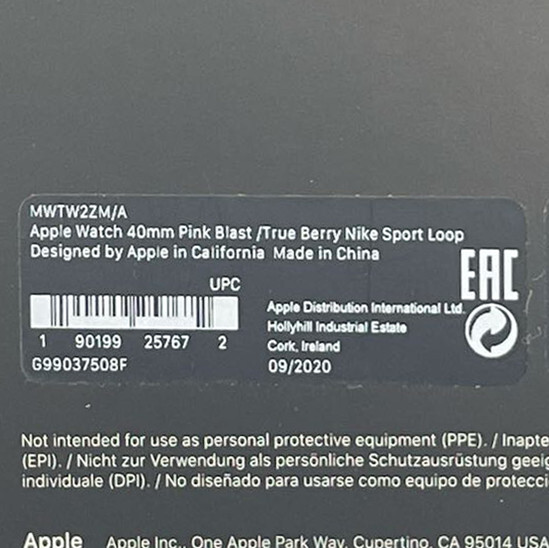 MWTW2ZM/A
Apple Watch 40mm Pink Blast /True Berry Nike Sport Loop
Designed by Apple in California Made in China
EAC
UPC
1 90199 25767 2
G99037508F
Apple Distribution International Ltd.
Hollyhill Industrial Estate
Cork, Ireland
09/2020
Not intended for use as personal protective equipment (PPE). / Inapte
(EPI). / Nicht zur Verwendung als persönliche Schutzausrüstung geeig
individuale (DPI). / No diseñado para usarse como equipo de protecci
Apple Apple Inc., One Apple Park Way, Cupertino, CA 95014 USA